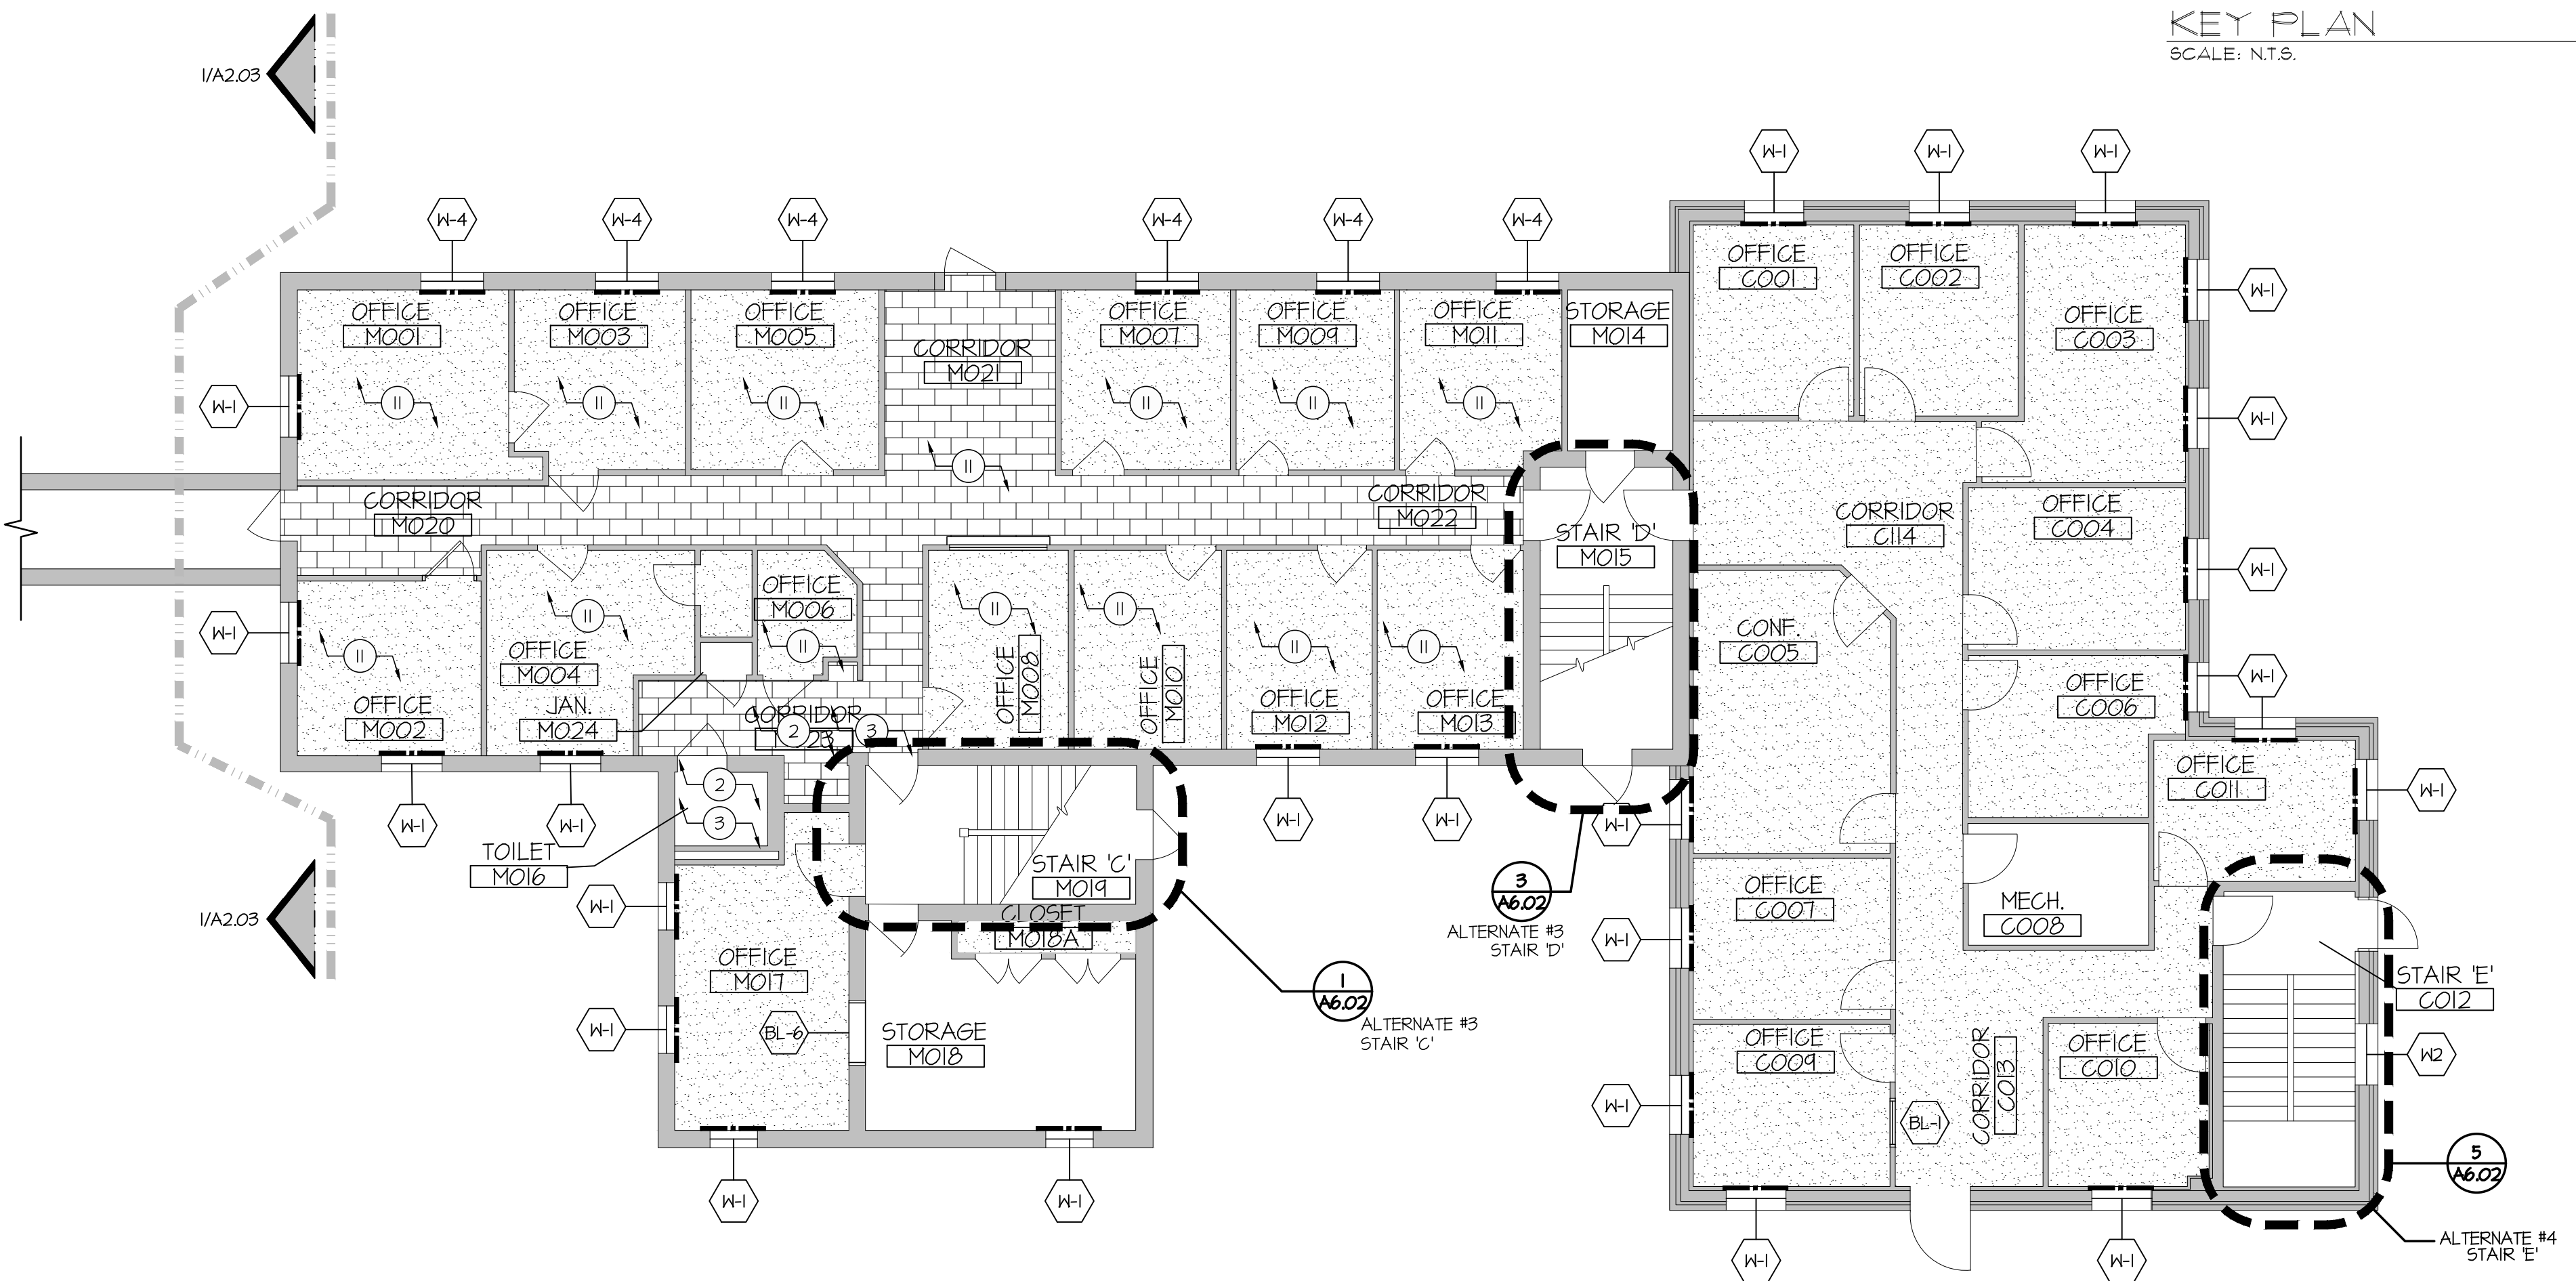 KEY PLAN
SCALE: N.T.S.
1/A2.03
W-1
W-1
W-1
W-4
W-4
W-4
W-4
W-4
W-4
OFFICE
M001
11
OFFICE
M003
11
OFFICE
M005
11
CORRIDOR
M021
11
OFFICE
M007
11
OFFICE
M009
11
OFFICE
M011
11
STORAGE
M014
OFFICE
C001
OFFICE
C002
OFFICE
C003
W-1
W-1
W-1
CORRIDOR
M020
CORRIDOR
M022
STAIR 'D'
M015
CORRIDOR
C114
OFFICE
C004
W-1
W-1
11
OFFICE
M002
11
OFFICE
M004
JAN.
M024
OFFICE
M006
11
CORRIDOR
23
2
3
11
OFFICE
M008
11
OFFICE
M010
11
OFFICE
M012
11
OFFICE
M013
CONF.
C005
OFFICE
C006
W-1
OFFICE
C011
W-1
W-1
W-1
2
3
TOILET
M016
W-1
W-1
W-1
STAIR 'C'
M019
CLOSET
M018A
3
A6.02
ALTERNATE #3
STAIR 'D'
OFFICE
C007
MECH.
C008
W-1
W-1
OFFICE
M017
W-1
BL-6
STORAGE
M018
1
A6.02
ALTERNATE #3
STAIR 'C'
W-1
STAIR 'E'
C012
OFFICE
C009
CORRIDOR
C013
OFFICE
C010
W2
W-1
BL-1
5
A6.02
W-1
W-1
W-1
W-1
ALTERNATE #4
STAIR 'E'
1/A2.03